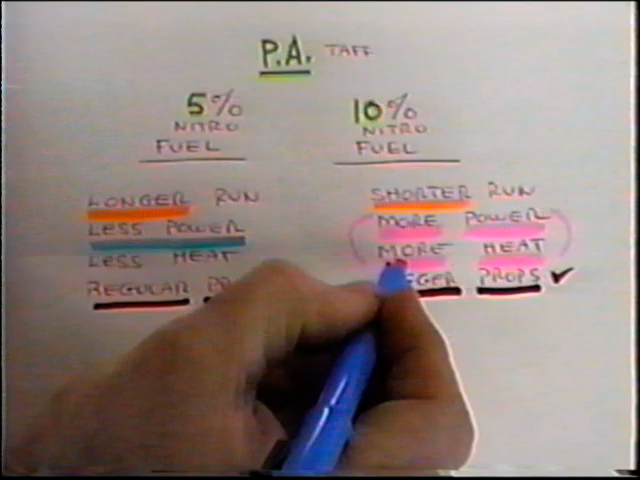 P.A. TAFF
5%
NITRO
FUEL
LONGER RUN
LESS POWER
LESS HEAT
REGULAR
10%
NITRO
FUEL
SHORTER RUN
MORE POWER
MORE HEAT
PROPS ✓